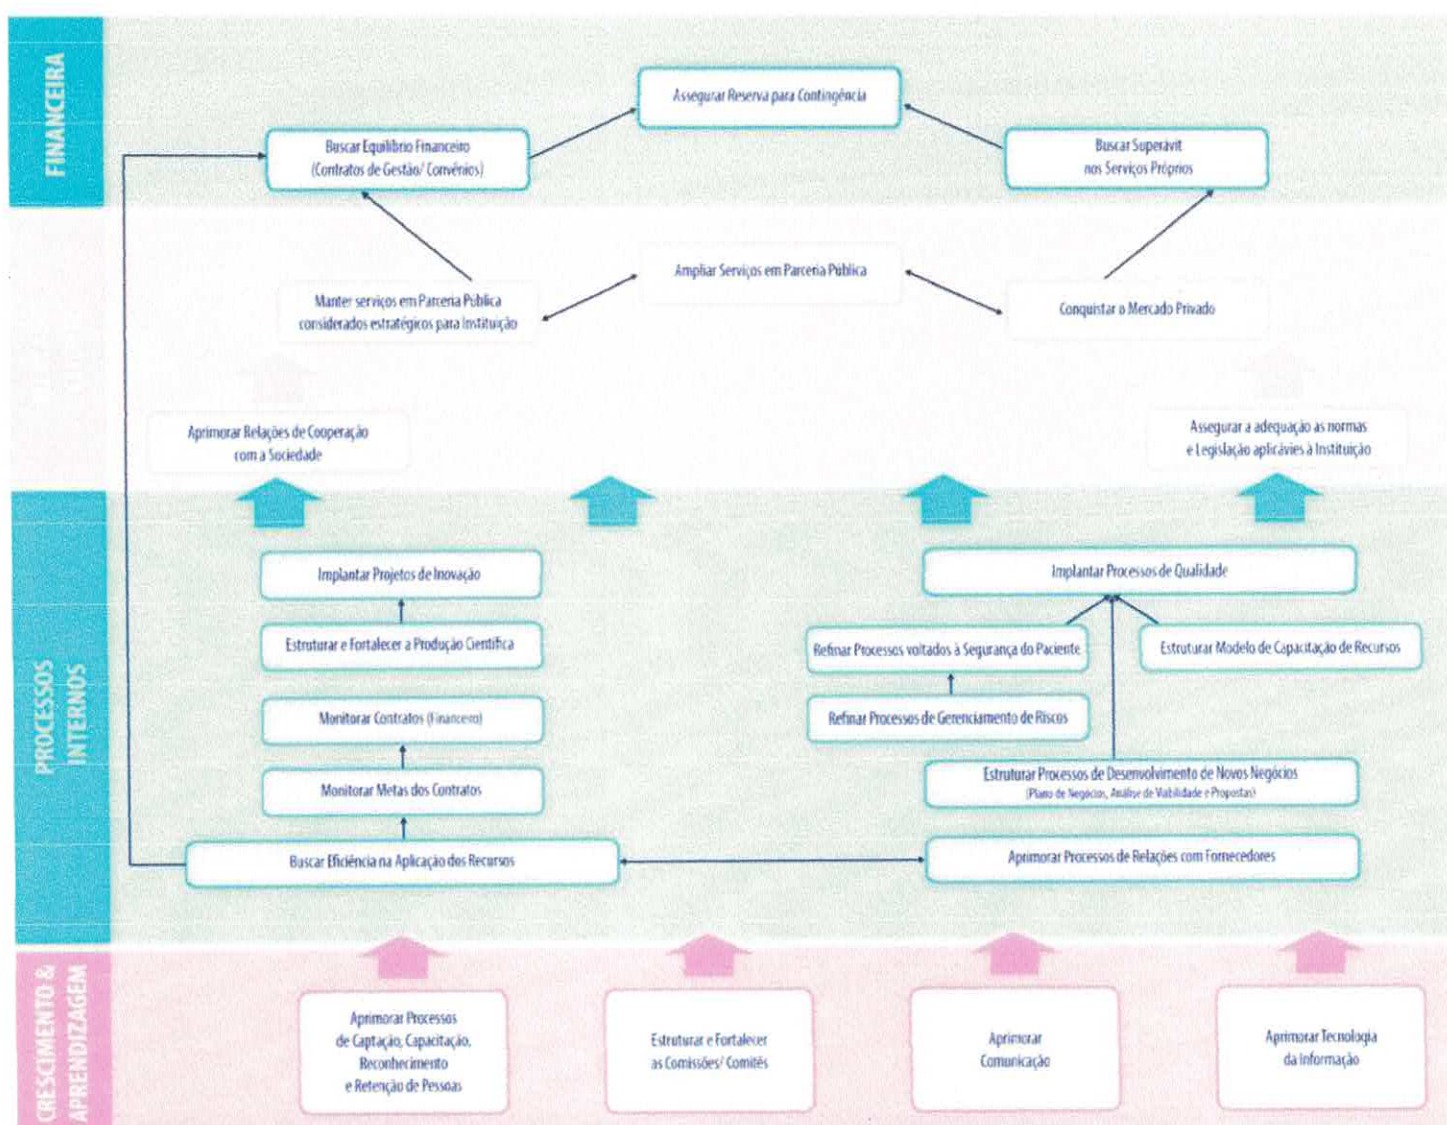 FINANCEIRA
Assegurar Reserva para Contingência
Buscar Equilíbrio Financeiro
(Contratos de Gestão/ Convênios)
Buscar Superávit
nos Serviços Próprios
Ampliar Serviços em Parceria Pública
Manter serviços em Parceria Pública
considerados estratégicos para Instituição
Conquistar o Mercado Privado
Aprimorar Relações de Cooperação
com a Sociedade
Assegurar a adequação as normas
e Legislação aplicávies à Instituição
PROCESSOS
INTERNOS
Implantar Projetos de Inovação
Implantar Processos de Qualidade
Estruturar e Fortalecer a Produção Científica
Refinar Processos voltados à Segurança do Paciente
Estruturar Modelo de Capacitação de Recursos
Monitorar Contratos (Financeiro)
Refinar Processos de Gerenciamento de Riscos
Monitorar Metas dos Contratos
Estruturar Processos de Desenvolvimento de Novos Negócios
(Plano de Negócios, Análise de Viabilidade e Propostas)
Buscar Eficiência na Aplicação dos Recursos
Aprimorar Processos de Relações com Fornecedores
CRESCIMENTO &
APRENDIZAGEM
Aprimorar Processos
de Captação, Capacitação,
Reconhecimento
e Retenção de Pessoas
Estruturar e Fortalecer
as Comissões/ Comitês
Aprimorar
Comunicação
Aprimorar Tecnologia
da Informação